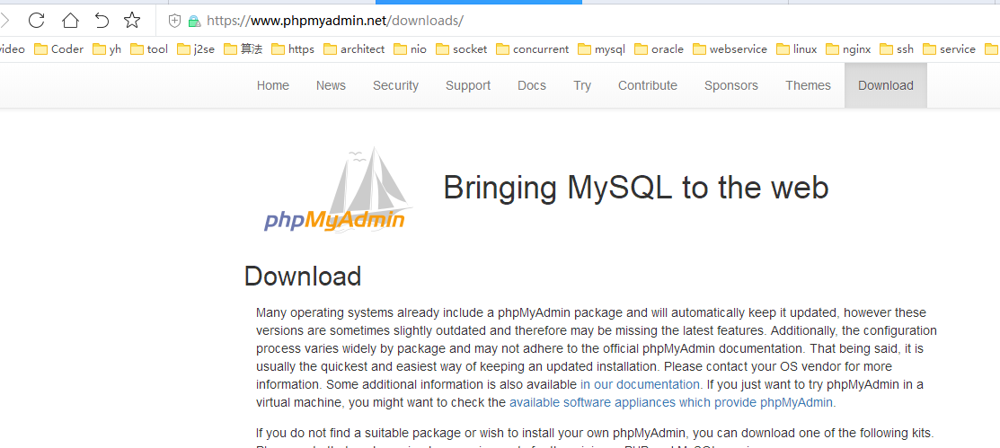 https://www.phpmyadmin.net/downloads/
video Coder yh tool j2se 算法 https architect nio socket concurrent mysql oracle webservice linux nginx ssh service
Home News Security Support Docs Try Contribute Sponsors Themes Download
phpMyAdmin
Bringing MySQL to the web
Download
Many operating systems already include a phpMyAdmin package and will automatically keep it updated, however these
versions are sometimes slightly outdated and therefore may be missing the latest features. Additionally, the configuration
process varies widely by package and may not adhere to the official phpMyAdmin documentation. That being said, it is
usually the quickest and easiest way of keeping an updated installation. Please contact your OS vendor for more
information. Some additional information is also available in our documentation. If you just want to try phpMyAdmin in a
virtual machine, you might want to check the available software appliances which provide phpMyAdmin.
If you do not find a suitable package or wish to install your own phpMyAdmin, you can download one of the following kits.